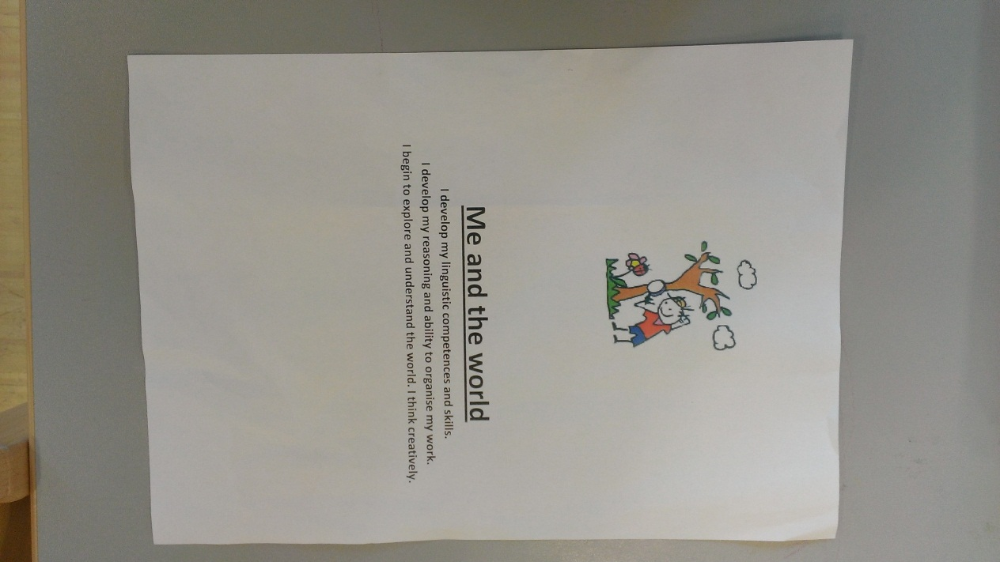 Me and the world
I develop my linguistic competences and skills.
I develop my reasoning and ability to organise my work.
I begin to explore and understand the world. I think creatively.